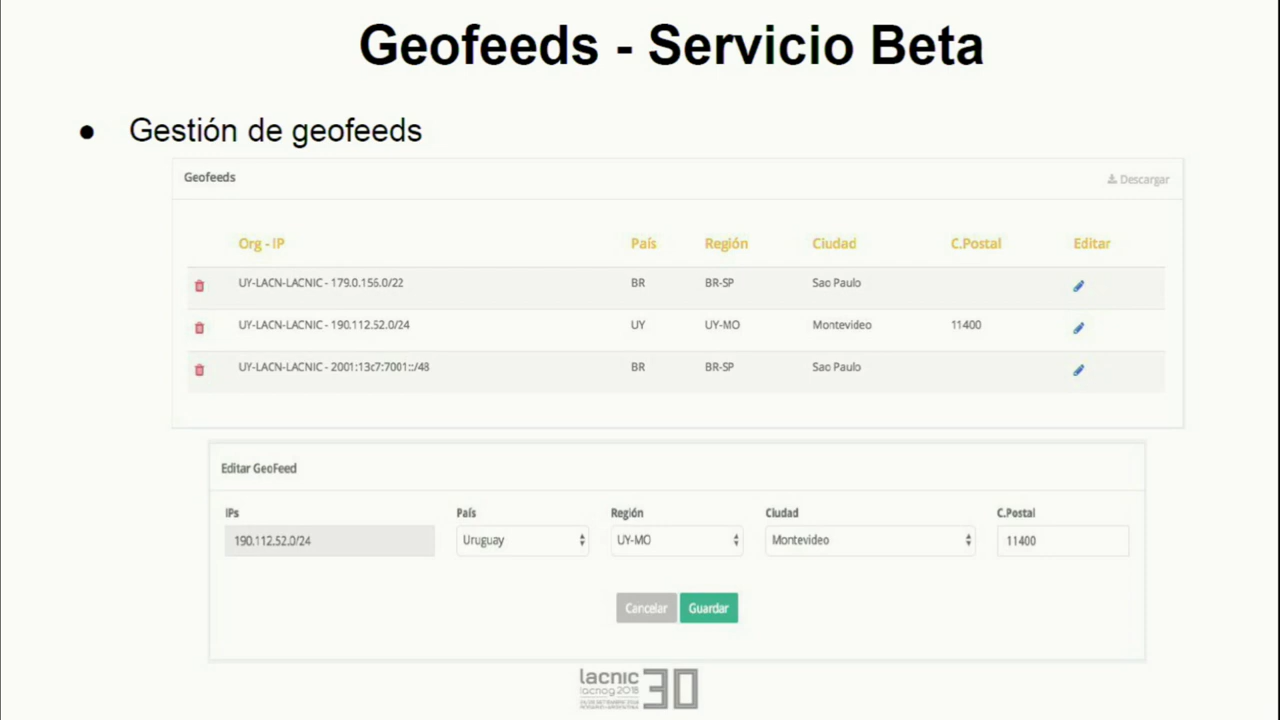 Geofeeds - Servicio Beta
● Gestión de geofeeds
Geofeeds Descargar
Org - IP País Región Ciudad C.Postal Editar
UY-LACN-LACNIC - 179.0.156.0/22 BR BR-SP Sao Paulo
UY-LACN-LACNIC - 190.112.52.0/24 UY UY-MO Montevideo 11400
UY-LACN-LACNIC - 2001:13c7:7001::/48 BR BR-SP Sao Paulo
Editar GeoFeed
IPs País Región Ciudad C.Postal
190.112.52.0/24 Uruguay UY-MO Montevideo 11400
Cancelar Guardar
lacnic 30
lacnog 2018